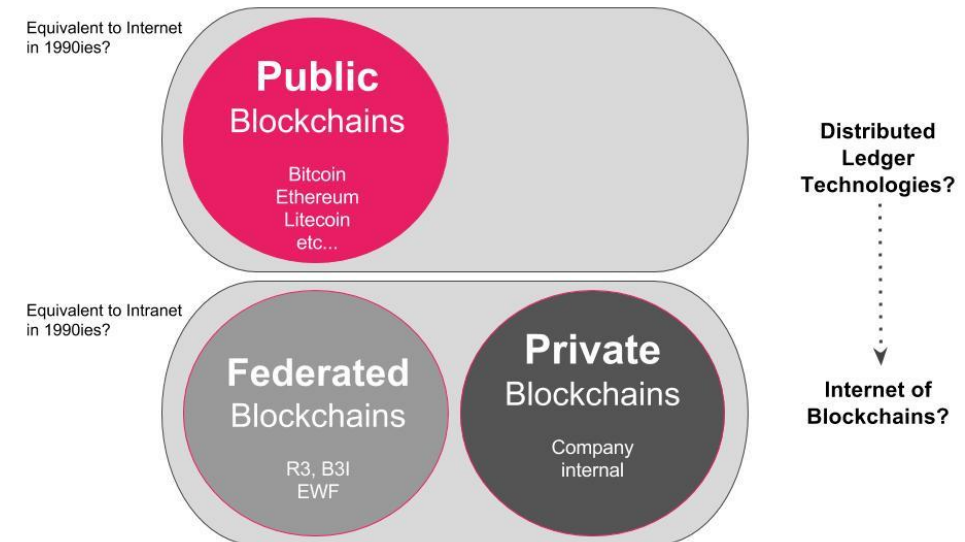 Equivalent to Internet
in 1990ies?
Public
Blockchains
Bitcoin
Ethereum
Litecoin
etc...
Distributed
Ledger
Technologies?
Equivalent to Intranet
in 1990ies?
Federated
Blockchains
R3, B3I
EWF
Private
Blockchains
Company
internal
Internet of
Blockchains?